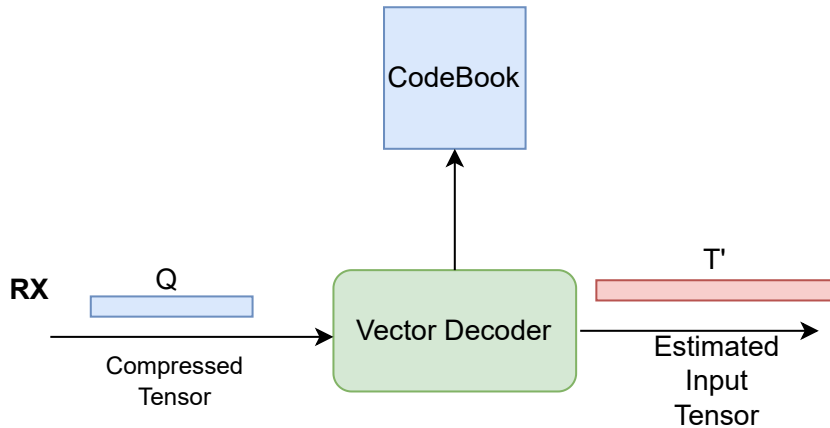 CodeBook
RX
Q
Compressed
Tensor
Vector Decoder
T'
Estimated
Input
Tensor